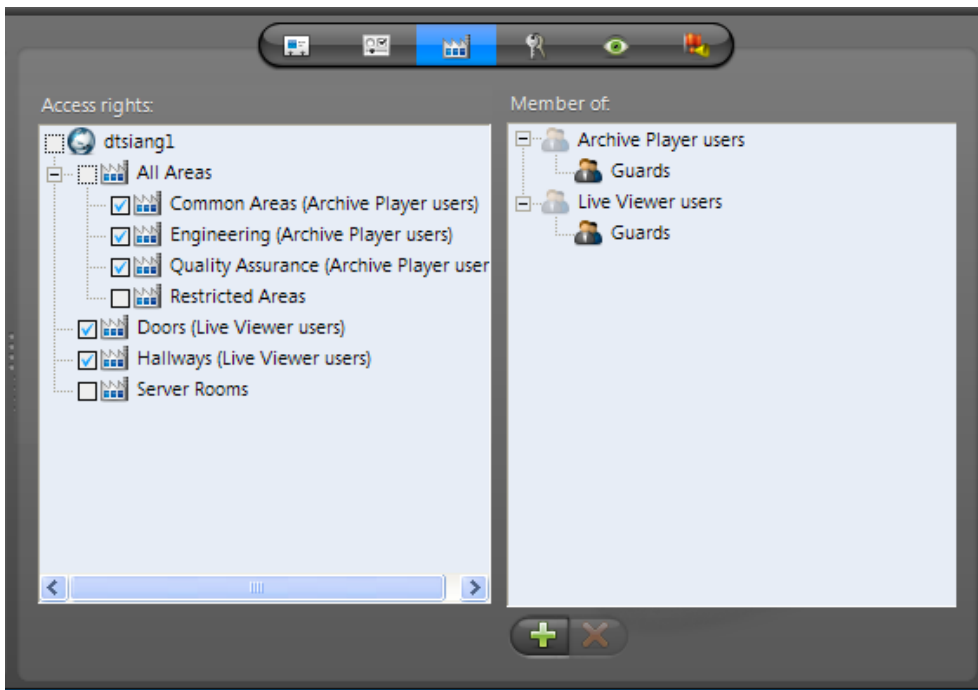 Access rights:
dtsiang1
All Areas
Common Areas (Archive Player users)
Engineering (Archive Player users)
Quality Assurance (Archive Player user
Restricted Areas
Doors (Live Viewer users)
Hallways (Live Viewer users)
Server Rooms
Member of:
Archive Player users
Guards
Live Viewer users
Guards